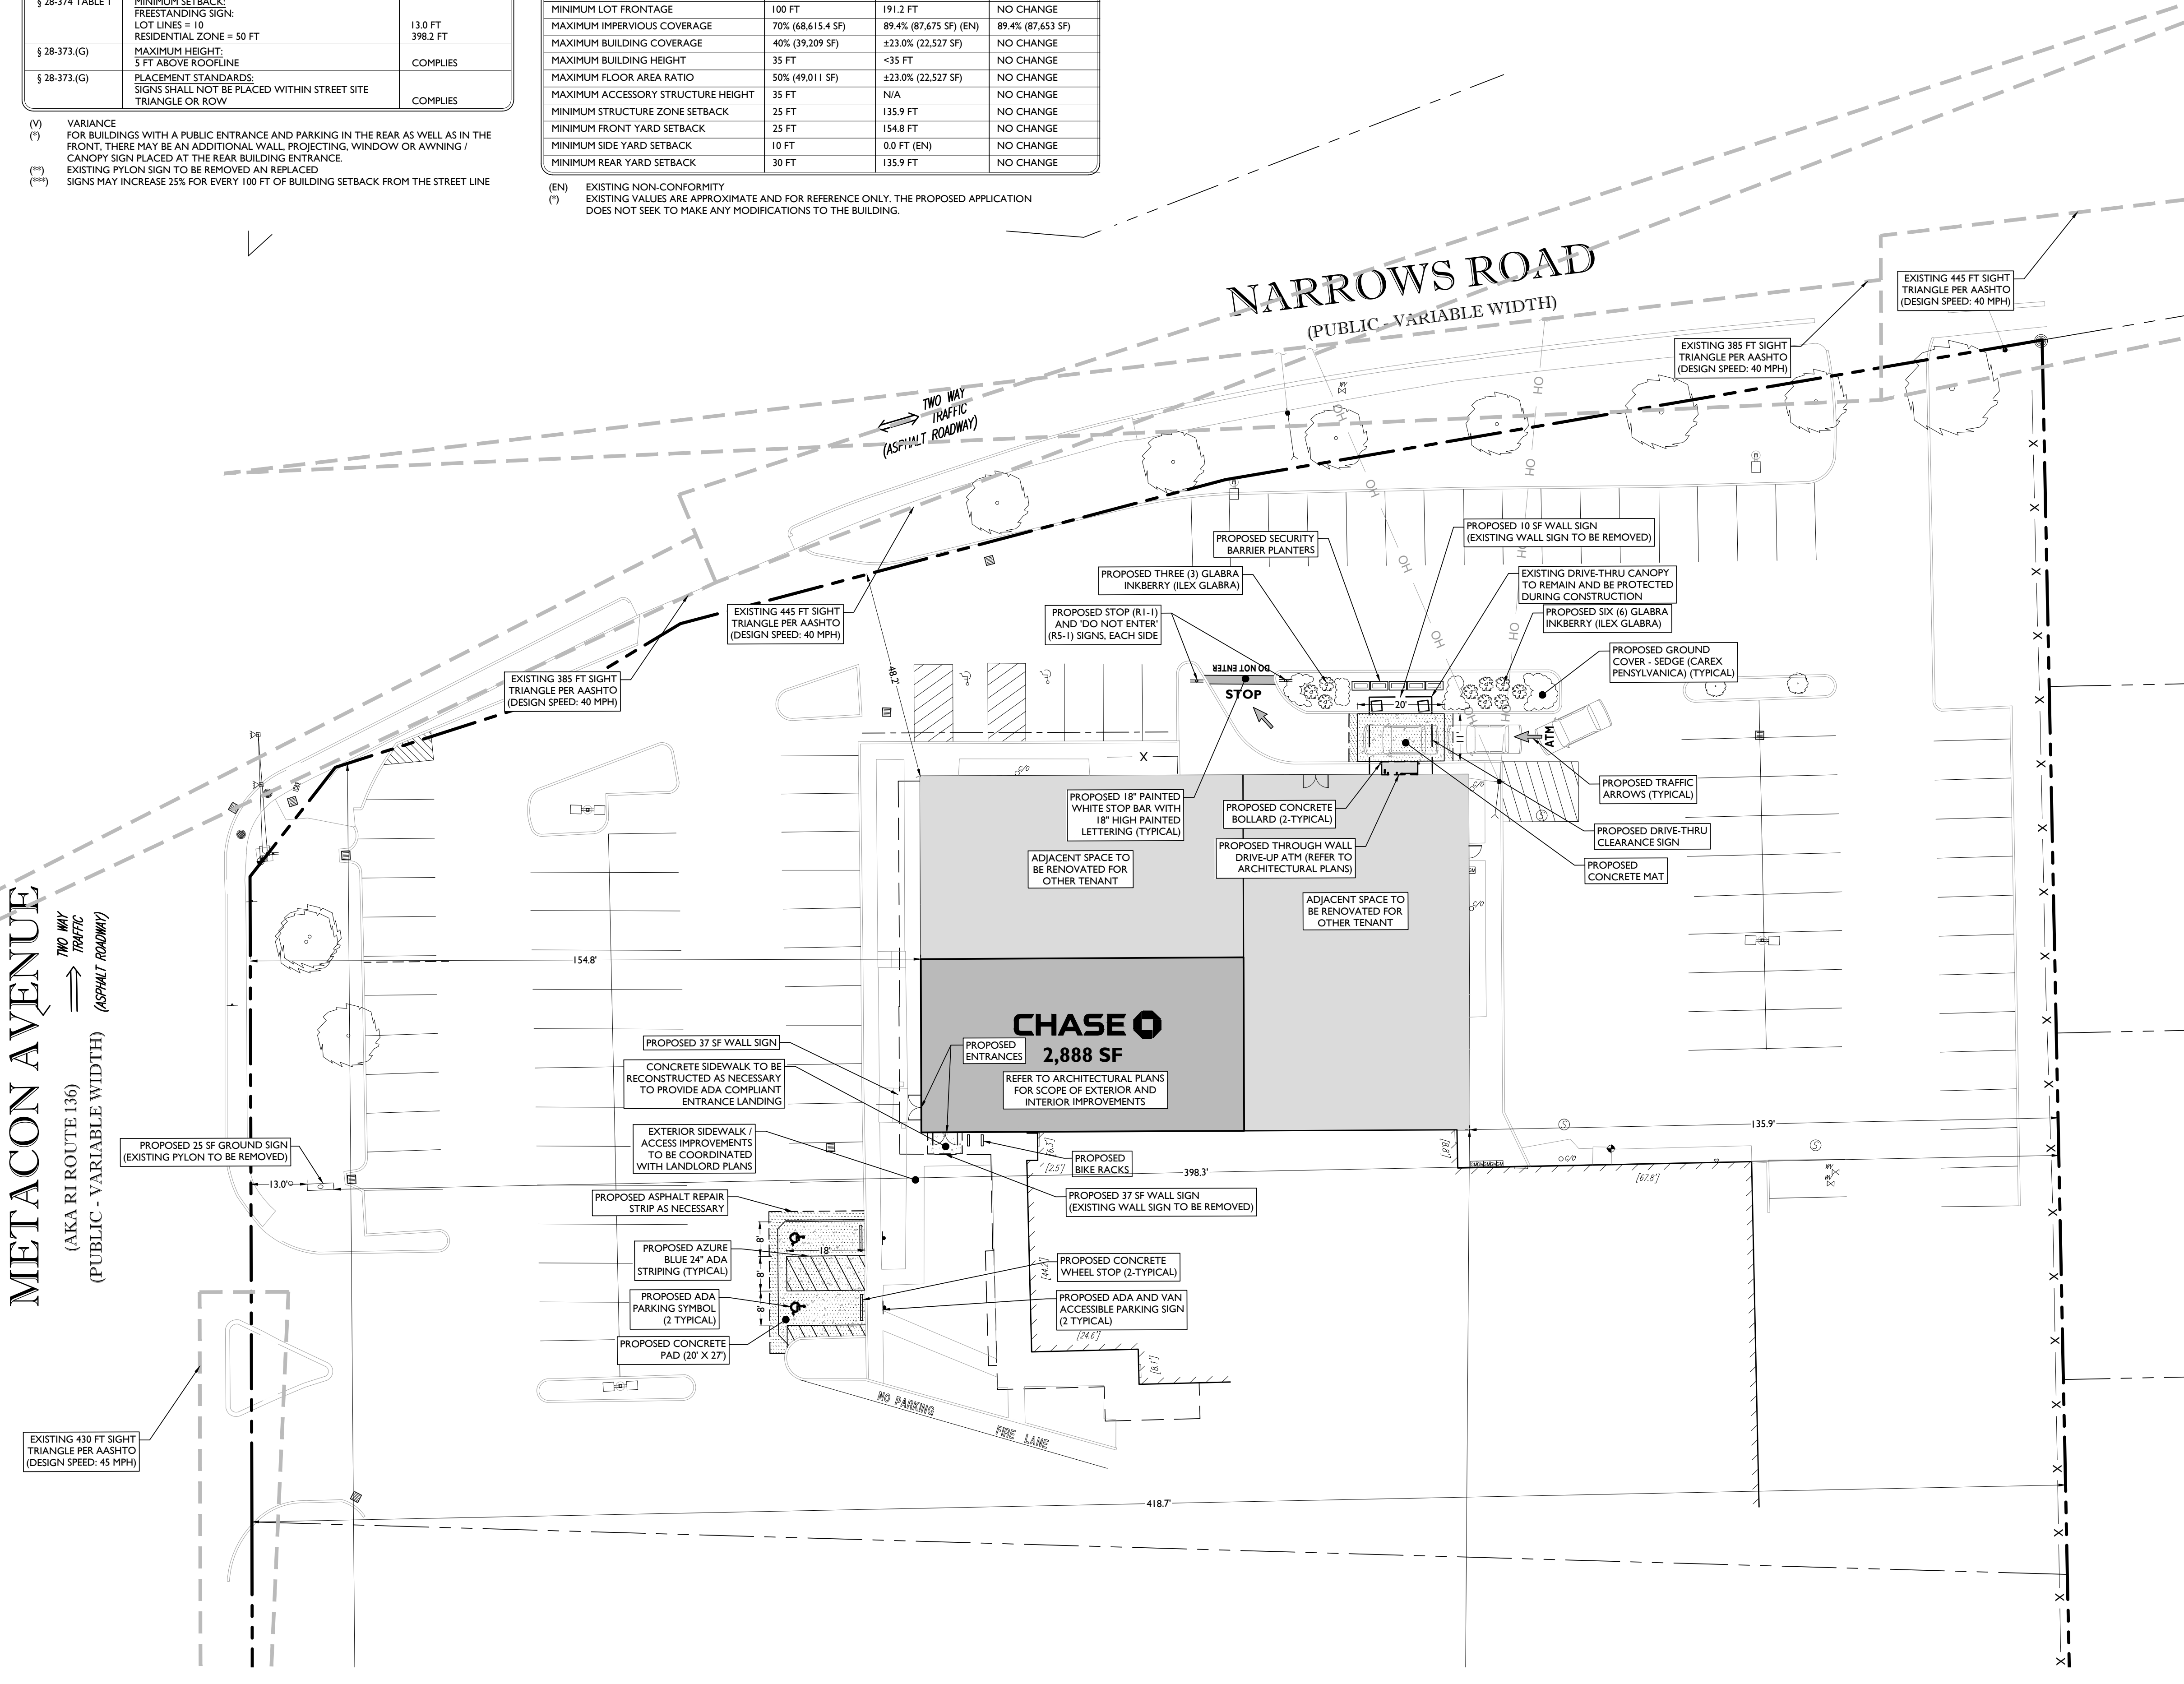 § 28-374 TABLE 1
MINIMUM SETBACK:
FREESTANDING SIGN:
LOT LINES = 10
13.0 FT
RESIDENTIAL ZONE = 50 FT
398.2 FT
§ 28-373.(G)
MAXIMUM HEIGHT:
5 FT ABOVE ROOFLINE
COMPLIES
§ 28-373.(G)
PLACEMENT STANDARDS:
SIGNS SHALL NOT BE PLACED WITHIN STREET SITE
TRIANGLE OR ROW
COMPLIES
(V) VARIANCE
(*) FOR BUILDINGS WITH A PUBLIC ENTRANCE AND PARKING IN THE REAR AS WELL AS IN THE
FRONT, THERE MAY BE AN ADDITIONAL WALL, PROJECTING, WINDOW OR AWNING /
CANOPY SIGN PLACED AT THE REAR BUILDING ENTRANCE.
(**) EXISTING PYLON SIGN TO BE REMOVED AN REPLACED
(***) SIGNS MAY INCREASE 25% FOR EVERY 100 FT OF BUILDING SETBACK FROM THE STREET LINE
MINIMUM LOT FRONTAGE 100 FT 191.2 FT NO CHANGE
MAXIMUM IMPERVIOUS COVERAGE 70% (68,615.4 SF) 89.4% (87,675 SF) (EN) 89.4% (87,653 SF)
MAXIMUM BUILDING COVERAGE 40% (39,209 SF) ±23.0% (22,527 SF) NO CHANGE
MAXIMUM BUILDING HEIGHT 35 FT <35 FT NO CHANGE
MAXIMUM FLOOR AREA RATIO 50% (49,011 SF) ±23.0% (22,527 SF) NO CHANGE
MAXIMUM ACCESSORY STRUCTURE HEIGHT 35 FT N/A NO CHANGE
MINIMUM STRUCTURE ZONE SETBACK 25 FT 135.9 FT NO CHANGE
MINIMUM FRONT YARD SETBACK 25 FT 154.8 FT NO CHANGE
MINIMUM SIDE YARD SETBACK 10 FT 0.0 FT (EN) NO CHANGE
MINIMUM REAR YARD SETBACK 30 FT 135.9 FT NO CHANGE
(EN) EXISTING NON-CONFORMITY
(*) EXISTING VALUES ARE APPROXIMATE AND FOR REFERENCE ONLY. THE PROPOSED APPLICATION
DOES NOT SEEK TO MAKE ANY MODIFICATIONS TO THE BUILDING.
NARROWS ROAD
(PUBLIC - VARIABLE WIDTH)
EXISTING 445 FT SIGHT
TRIANGLE PER AASHTO
(DESIGN SPEED: 40 MPH)
EXISTING 385 FT SIGHT
TRIANGLE PER AASHTO
(DESIGN SPEED: 40 MPH)
TWO WAY
TRAFFIC
(ASPHALT ROADWAY)
WV
OH
OH
OH
OH
OH
OH
OH
OH
OH
OH
OH
PROPOSED SECURITY
BARRIER PLANTERS
PROPOSED 10 SF WALL SIGN
(EXISTING WALL SIGN TO BE REMOVED)
PROPOSED THREE (3) GLABRA
INKBERRY (ILEX GLABRA)
EXISTING DRIVE-THRU CANOPY
TO REMAIN AND BE PROTECTED
DURING CONSTRUCTION
PROPOSED STOP (R1-1)
AND 'DO NOT ENTER'
(R5-1) SIGNS, EACH SIDE
PROPOSED SIX (6) GLABRA
INKBERRY (ILEX GLABRA)
EXISTING 445 FT SIGHT
TRIANGLE PER AASHTO
(DESIGN SPEED: 40 MPH)
PROPOSED GROUND
COVER - SEDGE (CAREX
PENSYLVANICA) (TYPICAL)
EXISTING 385 FT SIGHT
TRIANGLE PER AASHTO
(DESIGN SPEED: 40 MPH)
48.2'
DO NOT ENTER
STOP
20'
11'
ATM
X
C/O
PROPOSED TRAFFIC
ARROWS (TYPICAL)
PROPOSED 18" PAINTED
WHITE STOP BAR WITH
18" HIGH PAINTED
LETTERING (TYPICAL)
PROPOSED CONCRETE
BOLLARD (2-TYPICAL)
C/O
S
PROPOSED DRIVE-THRU
CLEARANCE SIGN
PROPOSED THROUGH WALL
DRIVE-UP ATM (REFER TO
ARCHITECTURAL PLANS)
PROPOSED
CONCRETE MAT
ADJACENT SPACE TO
BE RENOVATED FOR
OTHER TENANT
ADJACENT SPACE TO
BE RENOVATED FOR
OTHER TENANT
C/O
METACON AVENUE
(AKA RI ROUTE 136)
(PUBLIC - VARIABLE WIDTH)
TWO WAY
TRAFFIC
(ASPHALT ROADWAY)
154.8'
CHASE
2,888 SF
PROPOSED
ENTRANCES
REFER TO ARCHITECTURAL PLANS
FOR SCOPE OF EXTERIOR AND
INTERIOR IMPROVEMENTS
PROPOSED 37 SF WALL SIGN
CONCRETE SIDEWALK TO BE
RECONSTRUCTED AS NECESSARY
TO PROVIDE ADA COMPLIANT
ENTRANCE LANDING
EXTERIOR SIDEWALK /
ACCESS IMPROVEMENTS
TO BE COORDINATED
WITH LANDLORD PLANS
PROPOSED 25 SF GROUND SIGN
(EXISTING PYLON TO BE REMOVED)
13.0'
[6.3']
[2.5']
PROPOSED
BIKE RACKS
398.3'
[8.8']
C/O
S
135.9'
S
WV
WV
[67.8']
PROPOSED ASPHALT REPAIR
STRIP AS NECESSARY
PROPOSED 37 SF WALL SIGN
(EXISTING WALL SIGN TO BE REMOVED)
8'
18'
8'
8'
PROPOSED AZURE
BLUE 24" ADA
STRIPING (TYPICAL)
PROPOSED CONCRETE
WHEEL STOP (2-TYPICAL)
[44.2']
PROPOSED ADA
PARKING SYMBOL
(2 TYPICAL)
PROPOSED ADA AND VAN
ACCESSIBLE PARKING SIGN
(2 TYPICAL)
PROPOSED CONCRETE
PAD (20' X 27')
[24.6']
[8.1']
NO PARKING
FIRE LANE
EXISTING 430 FT SIGHT
TRIANGLE PER AASHTO
(DESIGN SPEED: 45 MPH)
418.7'